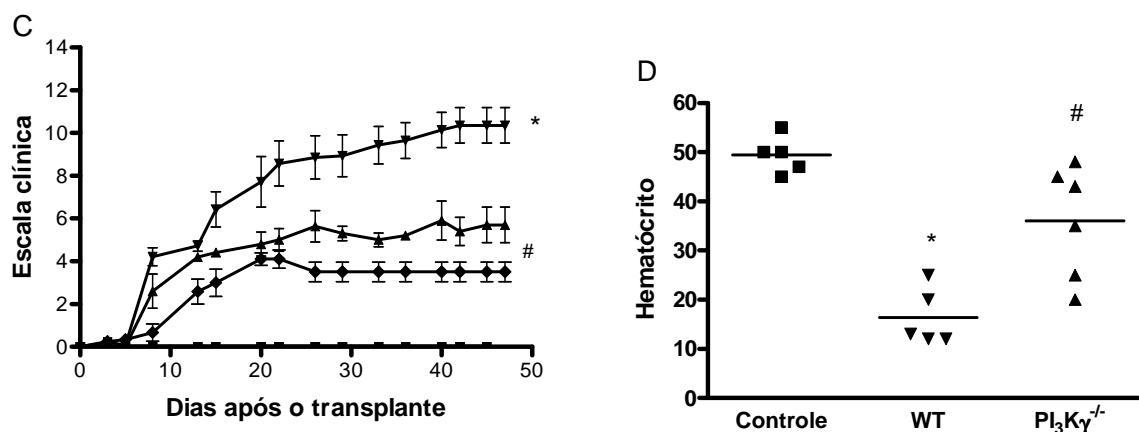 C
14
12
10
8
6
4
2
0
Escala clínica
0 10 20 30 40 50
Dias após o transplante
*
#
D
60
50
40
30
20
10
0
Hematócrito
*
#
Controle WT PI₃Kγ⁻/⁻